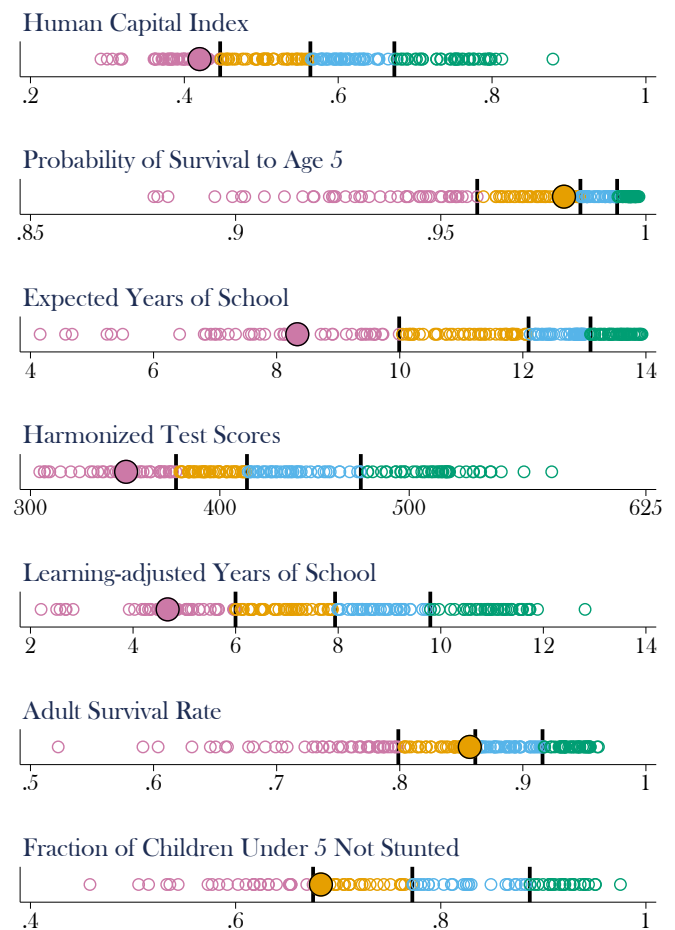 Human Capital Index
.2 .4 .6 .8 1
Probability of Survival to Age 5
.85 .9 .95 1
Expected Years of School
4 6 8 10 12 14
Harmonized Test Scores
300 400 500 625
Learning-adjusted Years of School
2 4 6 8 10 12 14
Adult Survival Rate
.5 .6 .7 .8 .9 1
Fraction of Children Under 5 Not Stunted
.4 .6 .8 1